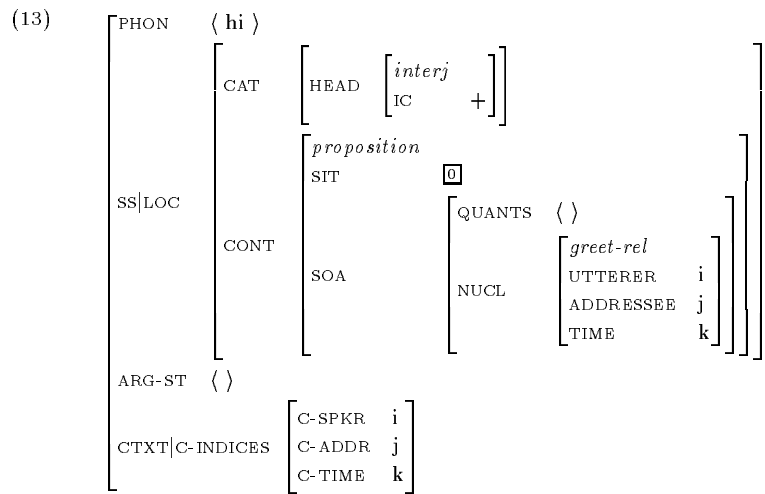 (13)
PHON ⟨ hi ⟩
CAT HEAD interj
IC +
proposition
SIT 0
SS|LOC
QUANTS ⟨ ⟩
CONT
greet-rel
SOA UTTERER i
NUCL ADDRESSEE j
TIME k
ARG-ST ⟨ ⟩
C-SPKR i
CTXT|C-INDICES C-ADDR j
C-TIME k